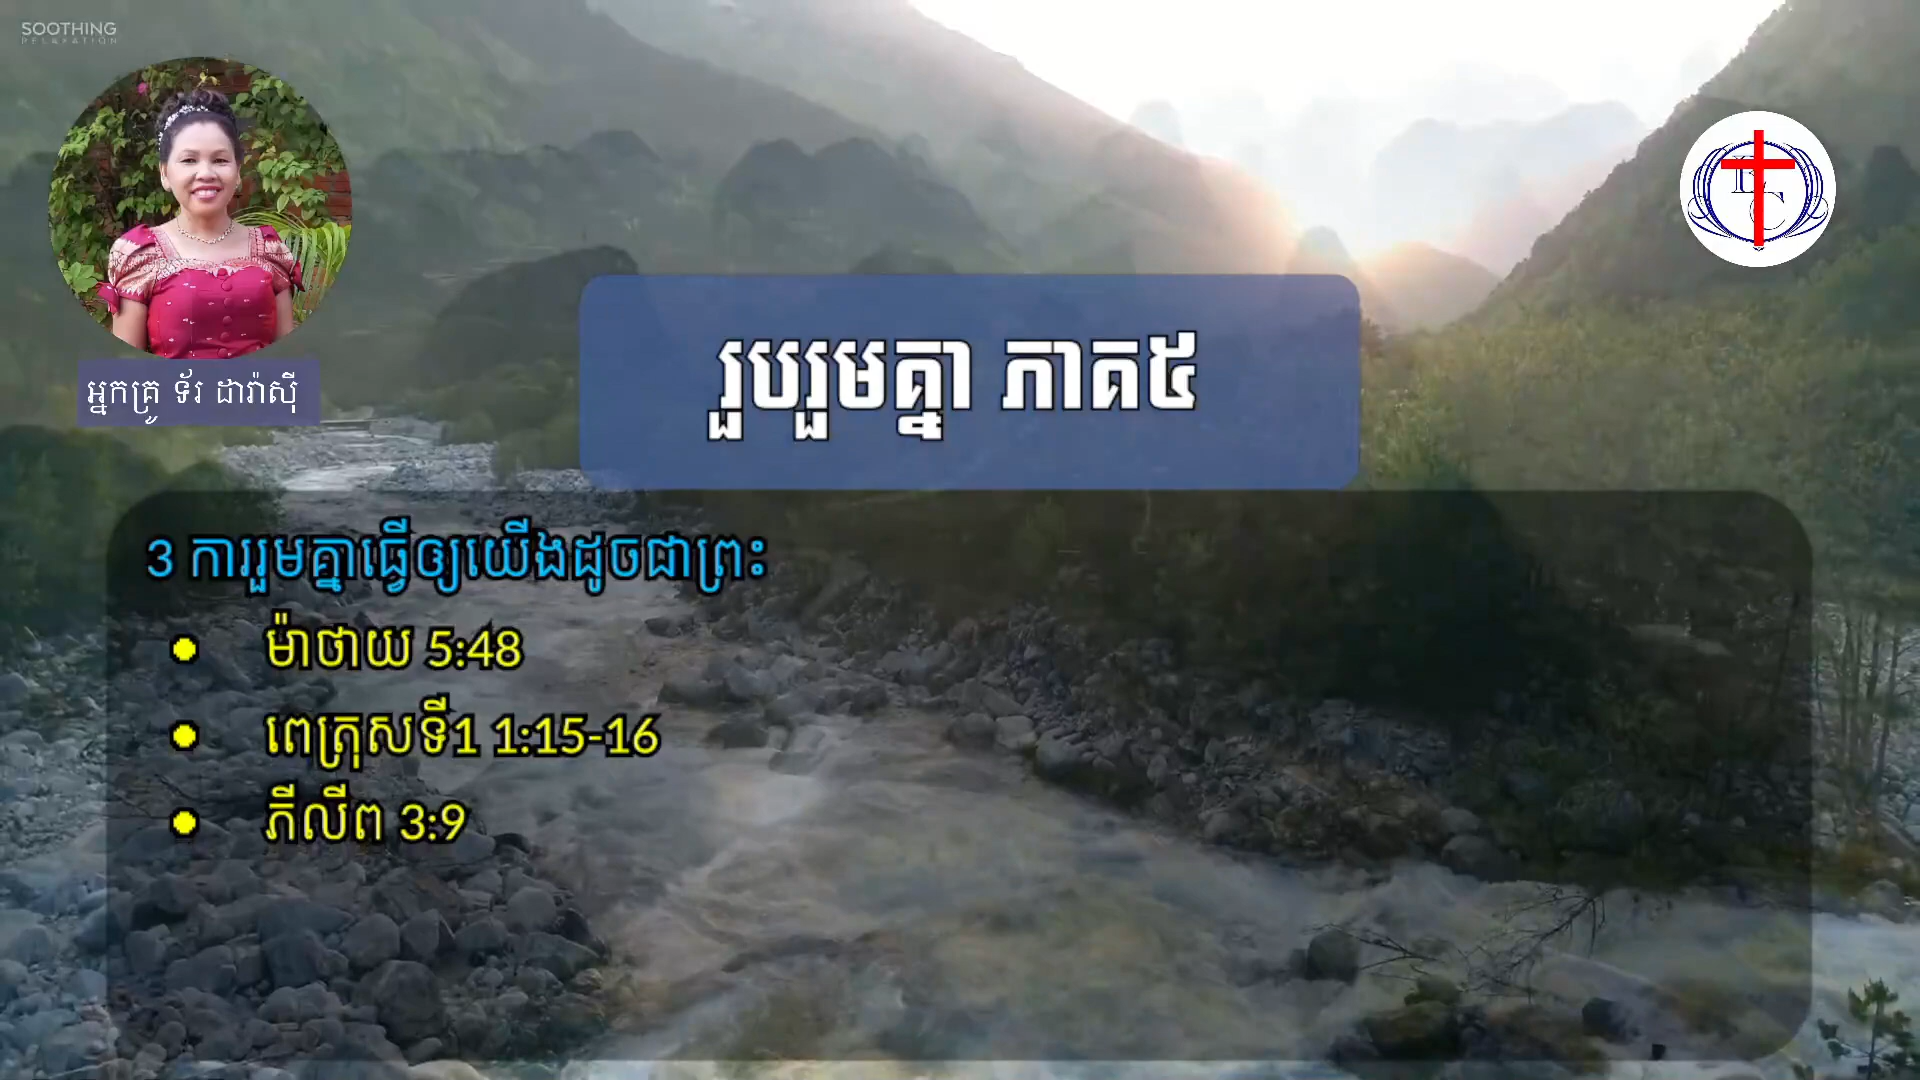 SOOTHING
RELAXATION
អ្នកគ្រូ ទ័រ ដារ៉ាស៊ី
រួបរួមគ្នា ភាគ៥
3 ការរួមគ្នាធ្វើឲ្យយើងដូចជាព្រះ
• ម៉ាថាយ 5:48
• ពេត្រុសទី1 1:15-16
• ភីលីព 3:9